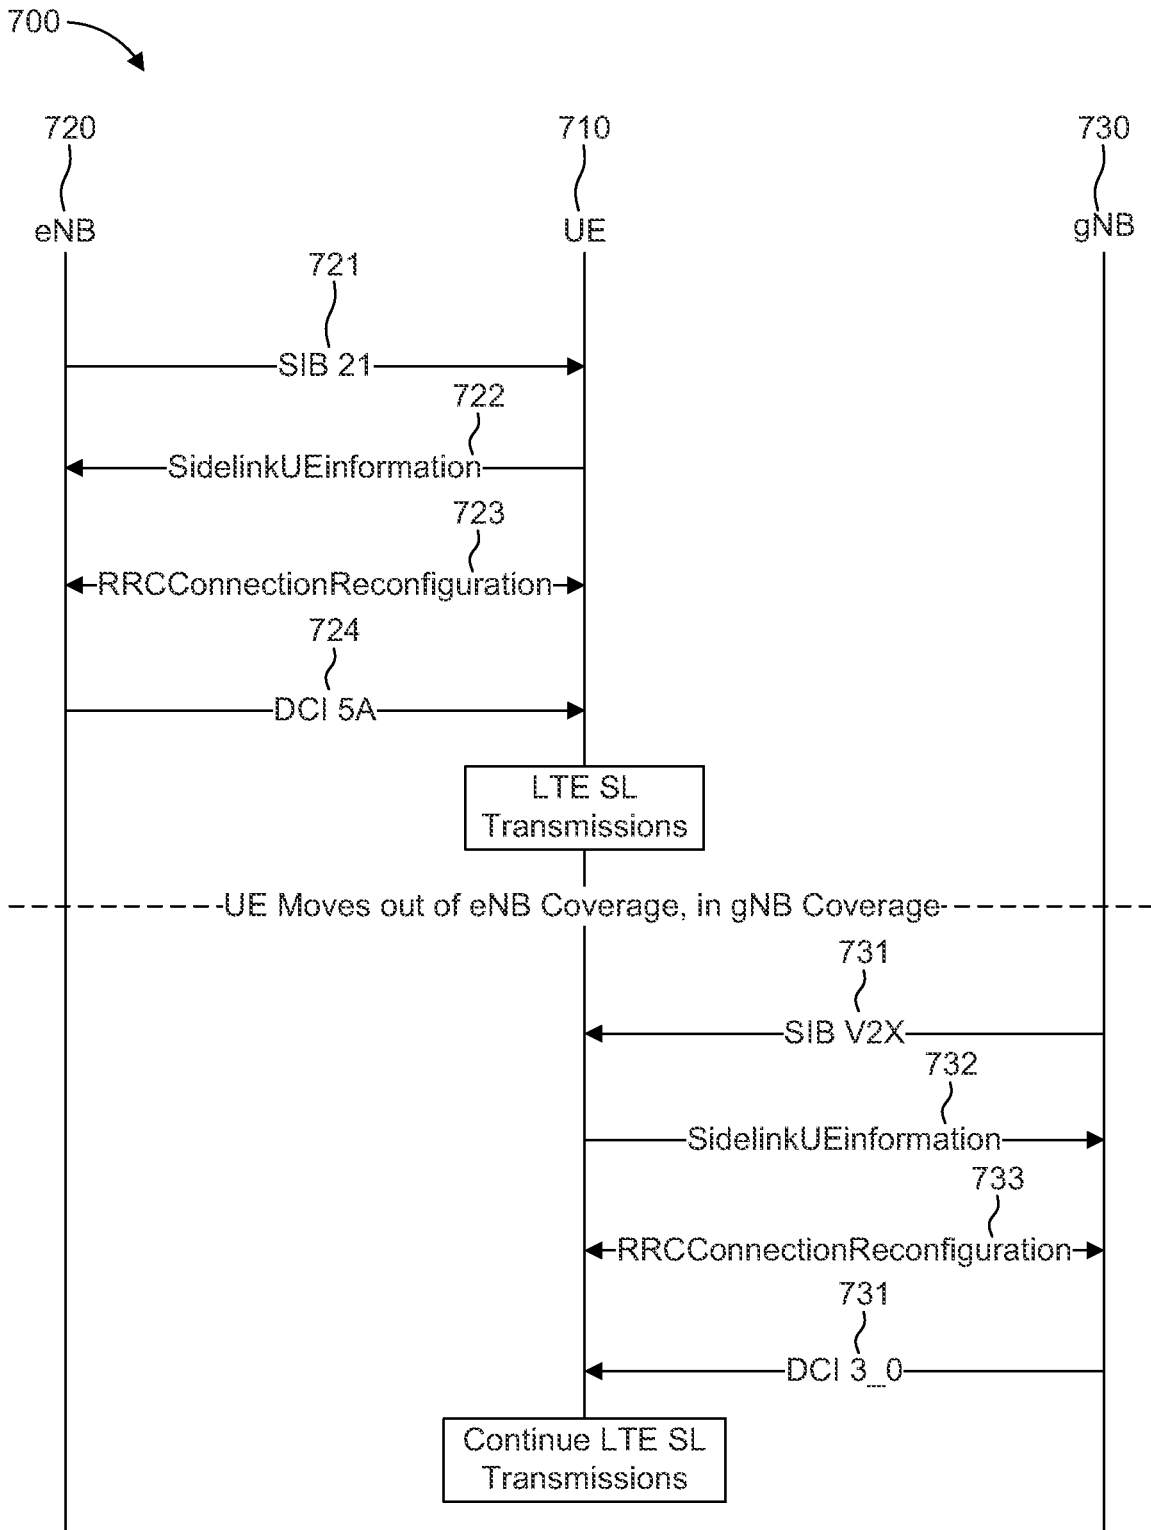 700
720
710
730
eNB
UE
gNB
721
SIB 21
722
SidelinkUEinformation
723
RRCConnectionReconfiguration
724
DCI 5A
LTE SL
Transmissions
UE Moves out of eNB Coverage, in gNB Coverage
731
SIB V2X
732
SidelinkUEinformation
733
RRCConnectionReconfiguration
731
DCI 3_0
Continue LTE SL
Transmissions